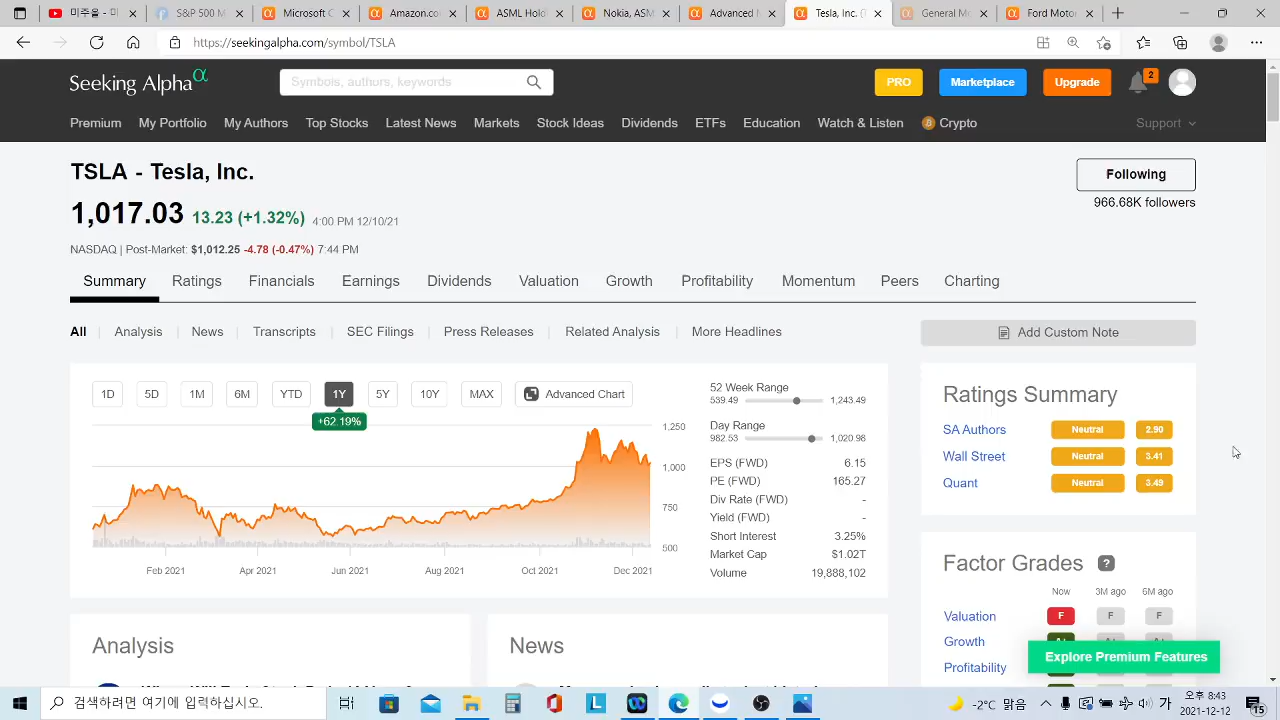 미주은-
S&P 500 M
Microsoft C
Amazon.co
ASML Hold
Nokia, ASM
Advanced
Tesla, Inc. (
General Mo
Ford Motor
https://seekingalpha.com/symbol/TSLA
Seeking Alpha α
Symbols, authors, keywords
PRO
Marketplace
Upgrade
2
Premium My Portfolio My Authors Top Stocks Latest News Markets Stock Ideas Dividends ETFs Education Watch & Listen Crypto Support
TSLA - Tesla, Inc.
Following
1,017.03 13.23 (+1.32%) 4:00 PM 12/10/21
966.68K followers
NASDAQ | Post-Market: $1,012.25 -4.78 (-0.47%) 7:44 PM
Summary Ratings Financials Earnings Dividends Valuation Growth Profitability Momentum Peers Charting
All | Analysis | News | Transcripts | SEC Filings | Press Releases | Related Analysis | More Headlines
Add Custom Note
1D 5D 1M 6M YTD 1Y 5Y 10Y MAX Advanced Chart
+62.19%
1,250
1,000
750
500
Feb 2021 Apr 2021 Jun 2021 Aug 2021 Oct 2021 Dec 2021
52 Week Range
539.49 1,243.49
Day Range
982.53 1,020.98
EPS (FWD) 6.15
PE (FWD) 165.27
Div Rate (FWD) -
Yield (FWD) -
Short Interest 3.25%
Market Cap $1.02T
Volume 19,888,102
Ratings Summary
SA Authors Neutral 2.90
Wall Street Neutral 3.41
Quant Neutral 3.49
Factor Grades ?
Now 3M ago 6M ago
Valuation F F F
Growth
Profitability
Explore Premium Features
Analysis
News
검색하려면 여기에 입력하십시오.
-2°C 맑음
가
오후 8:43
2021-12-12
15